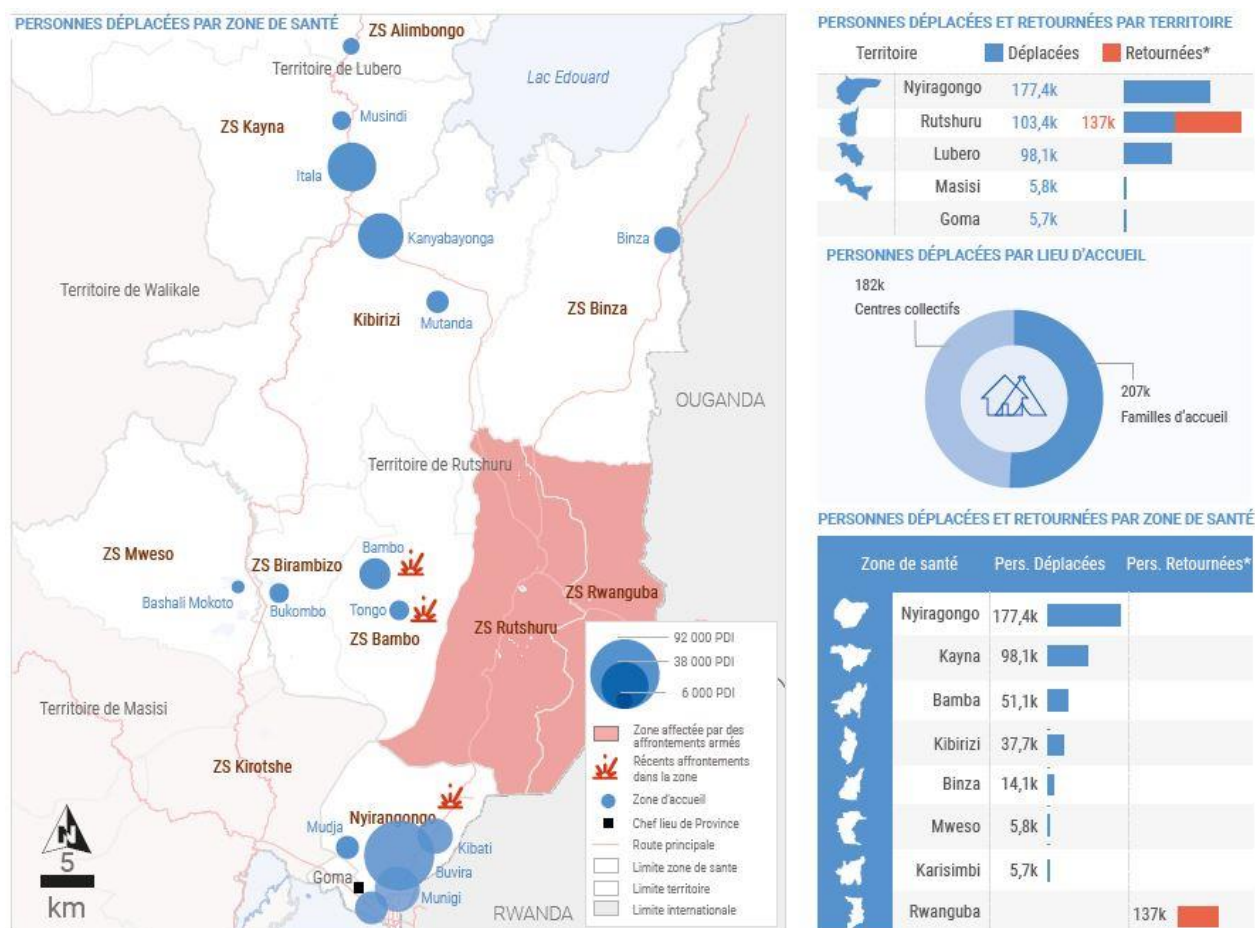 PERSONNES DÉPLACÉES PAR ZONE DE SANTÉ
ZS Alimbongo
Territoire de Lubero
Lac Edouard
ZS Kayna
Musindi
Itala
Kanyabayonga
Binza
Territoire de Walikale
Kibirizi
Mutanda
ZS Binza
OUGANDA
Territoire de Rutshuru
ZS Mweso
ZS Birambizo
Bambo
Bashali Mokoto
Bukombo
Tongo
ZS Bambo
ZS Rwanguba
ZS Rutshuru
Territoire de Masisi
ZS Kirotshe
Nyirangongo
Mudja
Kibati
Goma
Buvira
Munigi
RWANDA
N
5
km
92 000 PDI
38 000 PDI
6 000 PDI
Zone affectée par des
affrontements armés
Récents affrontements
dans la zone
Zone d'accueil
Chef lieu de Province
Route principale
Limite zone de sante
Limite territoire
Limite internationale
PERSONNES DÉPLACÉES ET RETOURNÉES PAR TERRITOIRE
Territoire Déplacées Retournées*
Nyiragongo 177,4k
Rutshuru 103,4k 137k
Lubero 98,1k
Masisi 5,8k
Goma 5,7k
PERSONNES DÉPLACÉES PAR LIEU D'ACCUEIL
182k
Centres collectifs
207k
Familles d'accueil
PERSONNES DÉPLACÉES ET RETOURNÉES PAR ZONE DE SANTÉ
Zone de santé Pers. Déplacées Pers. Retournées*
Nyiragongo 177,4k
Kayna 98,1k
Bamba 51,1k
Kibirizi 37,7k
Binza 14,1k
Mweso 5,8k
Karisimbi 5,7k
Rwanguba 137k